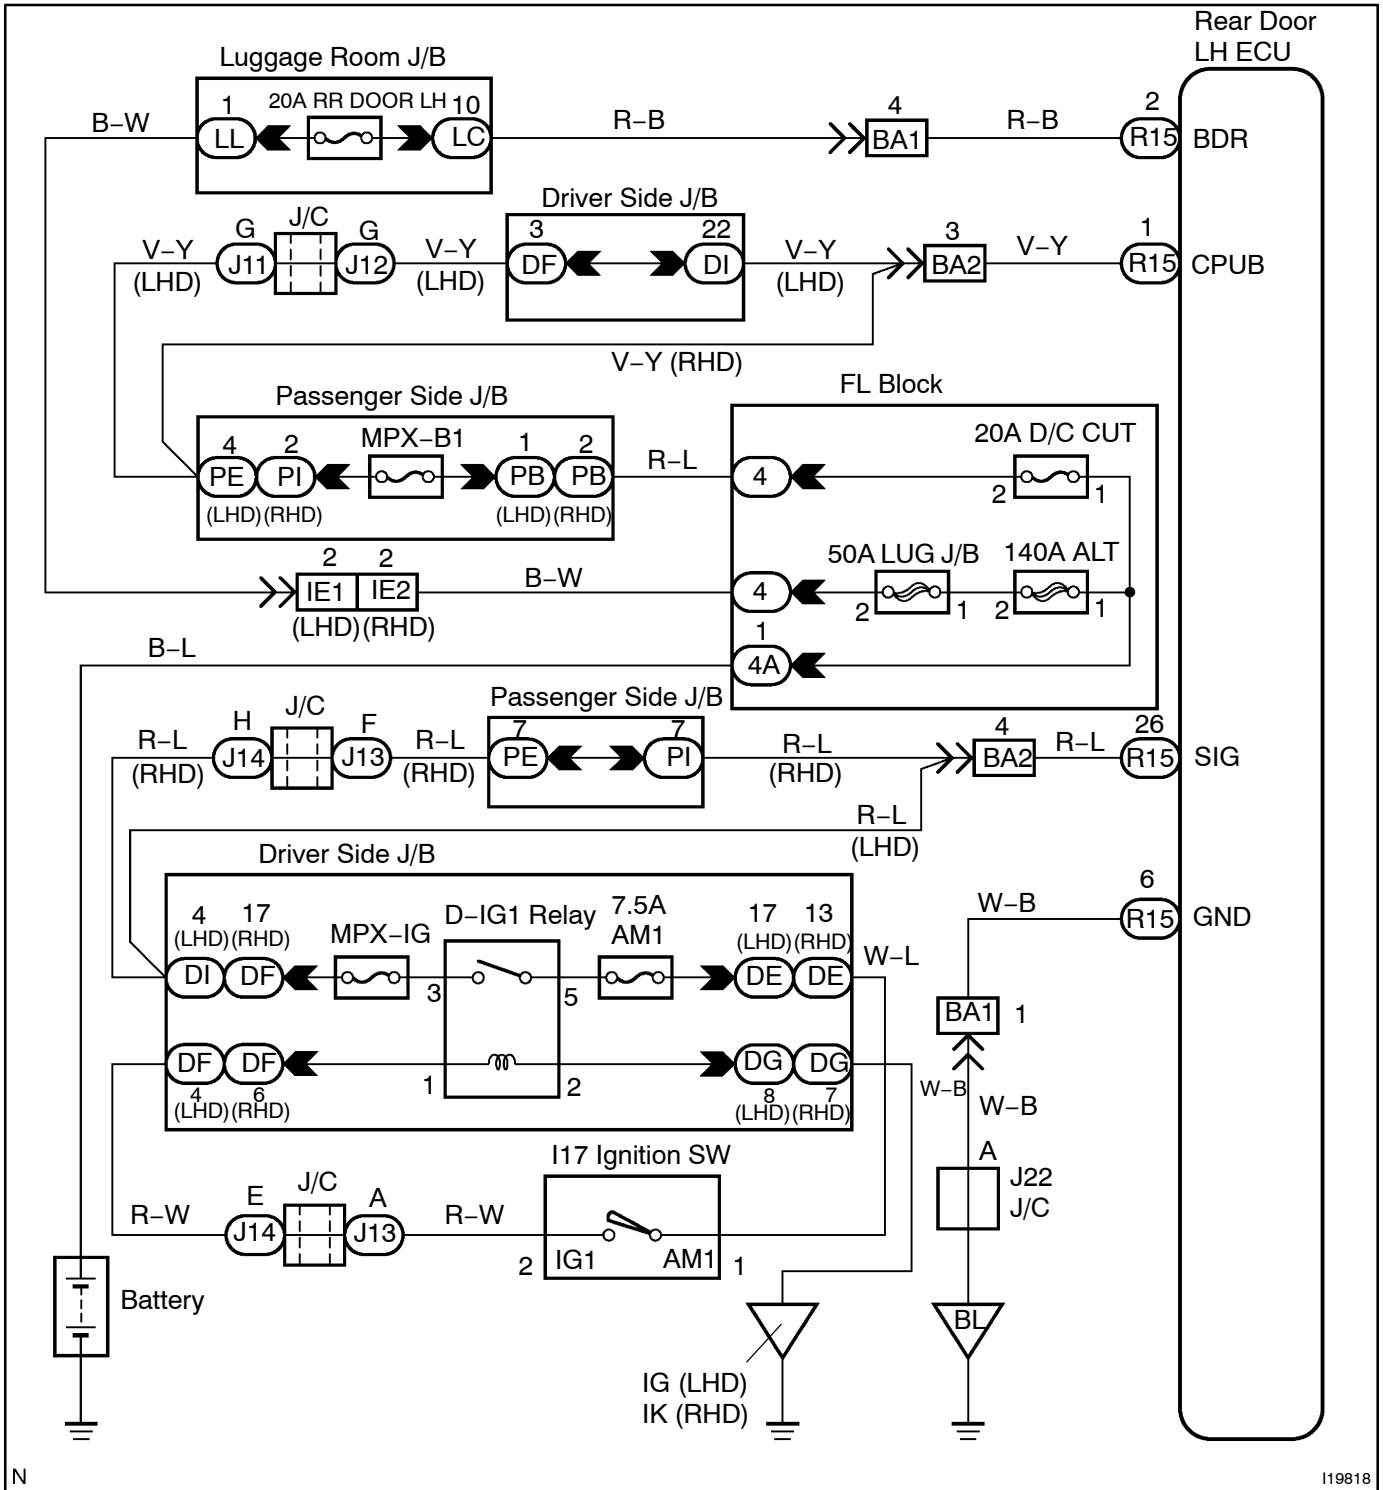 Rear Door
LH ECU
Luggage Room J/B
1
20A RR DOOR LH
10
B−W
LL
LC
R−B
4
BA1
R−B
2
R15
BDR
Driver Side J/B
G
J/C
G
V−Y
(LHD)
J11
J12
V−Y
(LHD)
3
DF
22
DI
V−Y
(LHD)
3
BA2
V−Y
1
R15
CPUB
V−Y (RHD)
Passenger Side J/B
FL Block
4
2
MPX−B1
1
2
PE
PI
PB
PB
(LHD)
(RHD)
(LHD)
(RHD)
R−L
4
20A D/C CUT
2
1
50A LUG J/B
140A ALT
2
1
2
1
2
2
IE1
IE2
(LHD)
(RHD)
B−W
4
1
4A
B−L
Passenger Side J/B
H
J/C
F
R−L
(RHD)
J14
J13
R−L
(RHD)
7
PE
7
PI
R−L
(RHD)
4
BA2
R−L
26
R15
SIG
R−L
(LHD)
Driver Side J/B
4
(LHD)
17
(RHD)
MPX−IG
D−IG1 Relay
7.5A
AM1
17
(LHD)
13
(RHD)
W−L
DI
DF
3
5
DE
DE
DF
DF
1
2
DG
DG
4
(LHD)
6
(RHD)
8
(LHD)
7
(RHD)
6
W−B
R15
GND
BA1
1
W−B
W−B
A
J22
J/C
I17 Ignition SW
R−W
E
J14
J/C
A
J13
R−W
2
IG1
AM1
1
Battery
BL
IG (LHD)
IK (RHD)
N
I19818